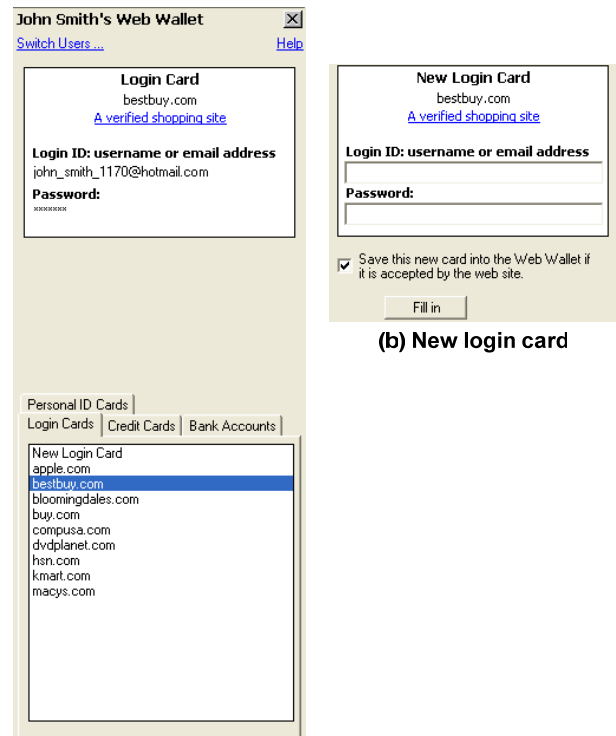 John Smith's Web Wallet
Switch Users ... Help
Login Card
bestbuy.com
A verified shopping site
Login ID: username or email address
john_smith_1170@hotmail.com
Password:
*******
Personal ID Cards
Login Cards Credit Cards Bank Accounts
New Login Card
apple.com
bestbuy.com
bloomingdales.com
buy.com
compusa.com
dvdplanet.com
hsn.com
kmart.com
macys.com
New Login Card
bestbuy.com
A verified shopping site
Login ID: username or email address
Password:
Save this new card into the Web Wallet if
it is accepted by the web site.
Fill in
(b) New login card